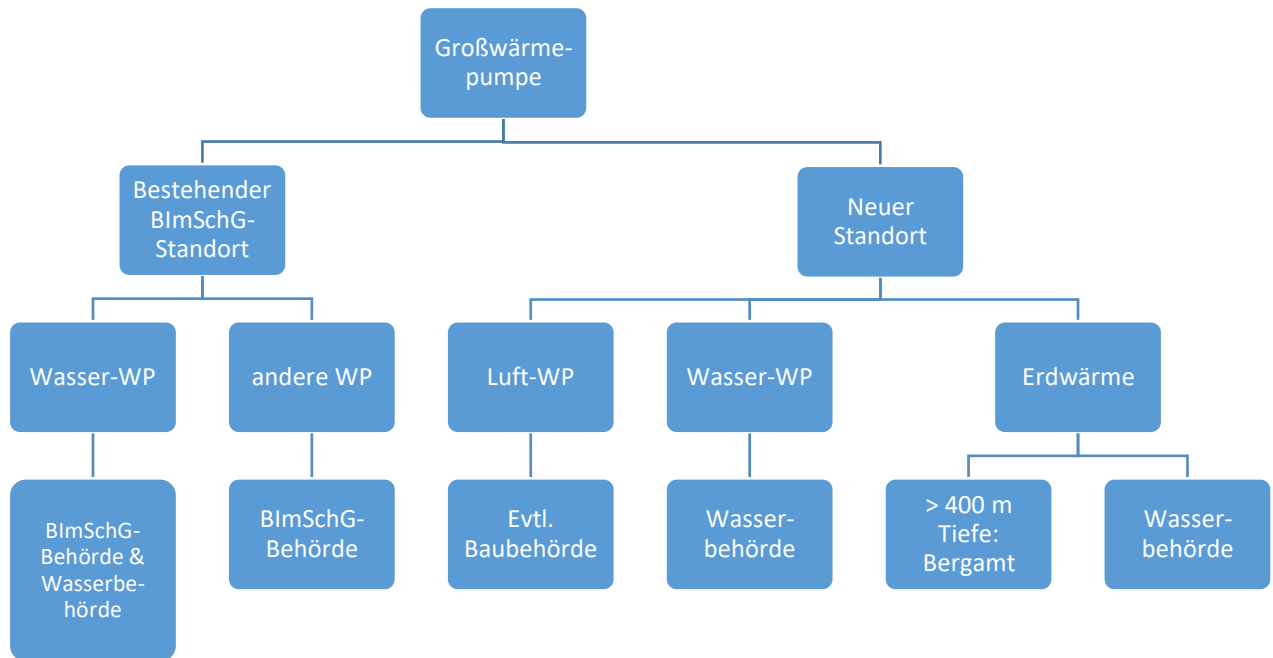 Großwärme-
pumpe
Bestehender
BImSchG-
Standort
Neuer
Standort
Wasser-WP
andere WP
Luft-WP
Wasser-WP
Erdwärme
BImSchG-
Behörde &
Wasserbe-
hörde
BImSchG-
Behörde
Evtl.
Baubehörde
Wasser-
behörde
> 400 m
Tiefe:
Bergamt
Wasser-
behörde